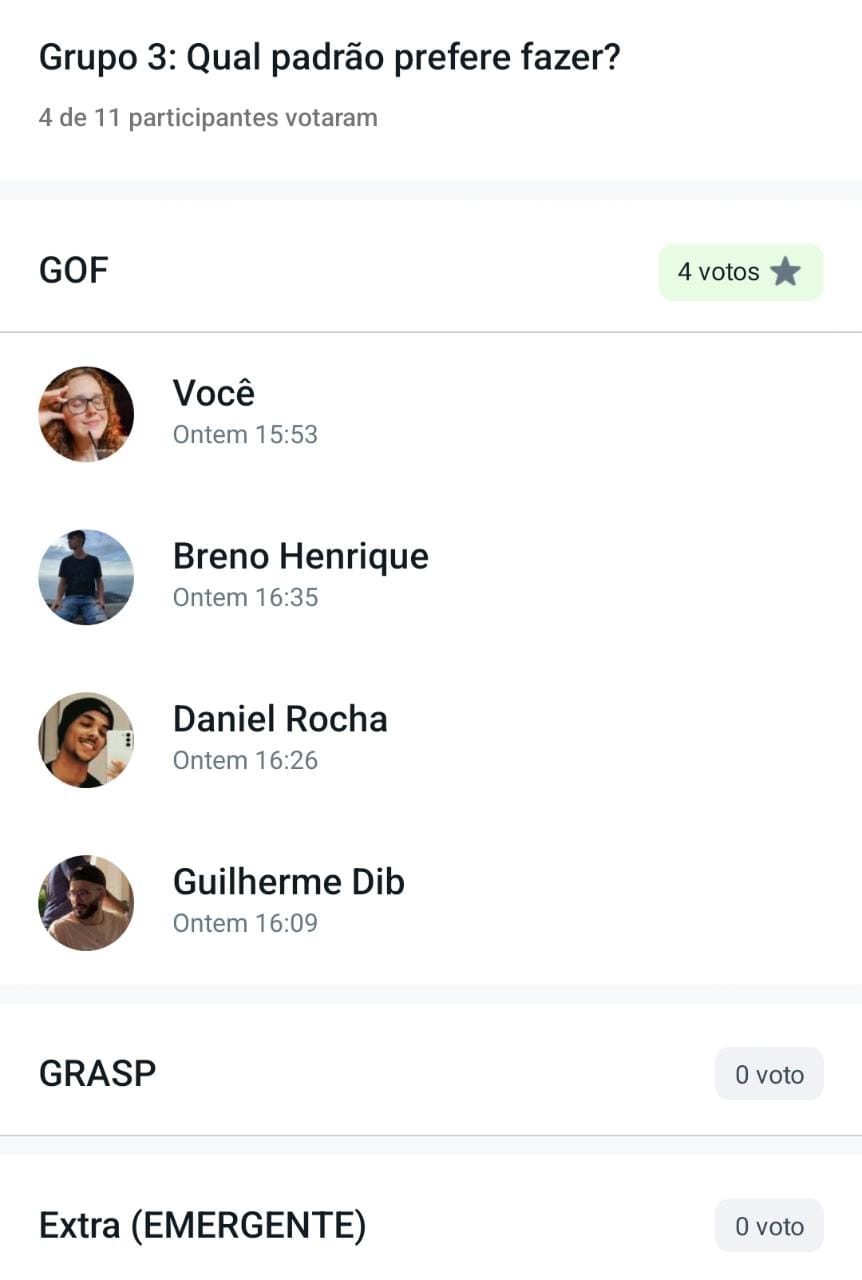 Grupo 3: Qual padrão prefere fazer?
4 de 11 participantes votaram
GOF
4 votos
Você
Ontem 15:53
Breno Henrique
Ontem 16:35
Daniel Rocha
Ontem 16:26
Guilherme Dib
Ontem 16:09
GRASP
0 voto
Extra (EMERGENTE)
0 voto